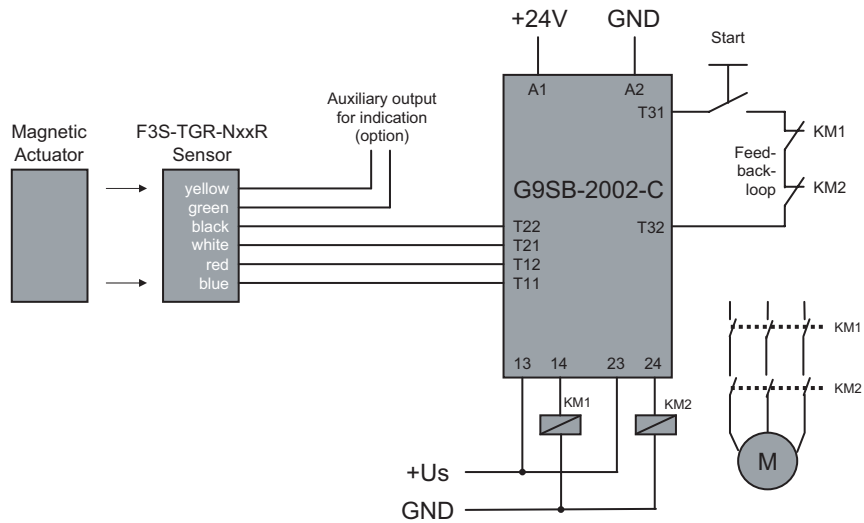 +24V
GND
Start
A1
A2
T31
Auxiliary output
for indication
(option)
Magnetic
Actuator
F3S-TGR-NxxR
Sensor
KM1
Feed-
back-
loop
KM2
yellow
green
black
white
red
blue
G9SB-2002-C
T22
T21
T12
T11
T32
13
14
23
24
KM1
KM2
KM1
KM2
M
+Us
GND